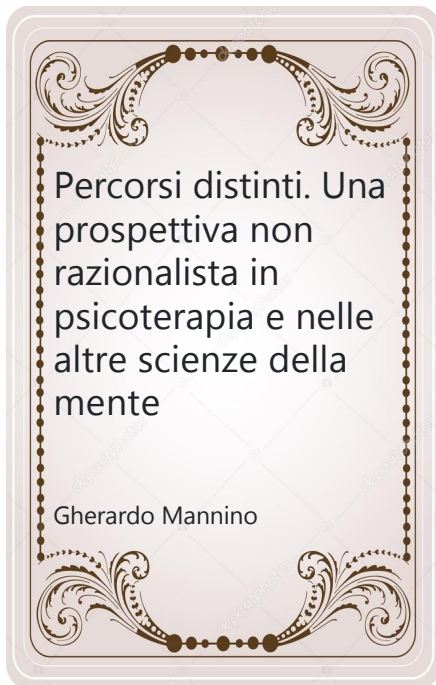 Percorsi distinti. Una
prospettiva non
razionalista in
psicoterapia e nelle
altre scienze della
mente
Gherardo Mannino